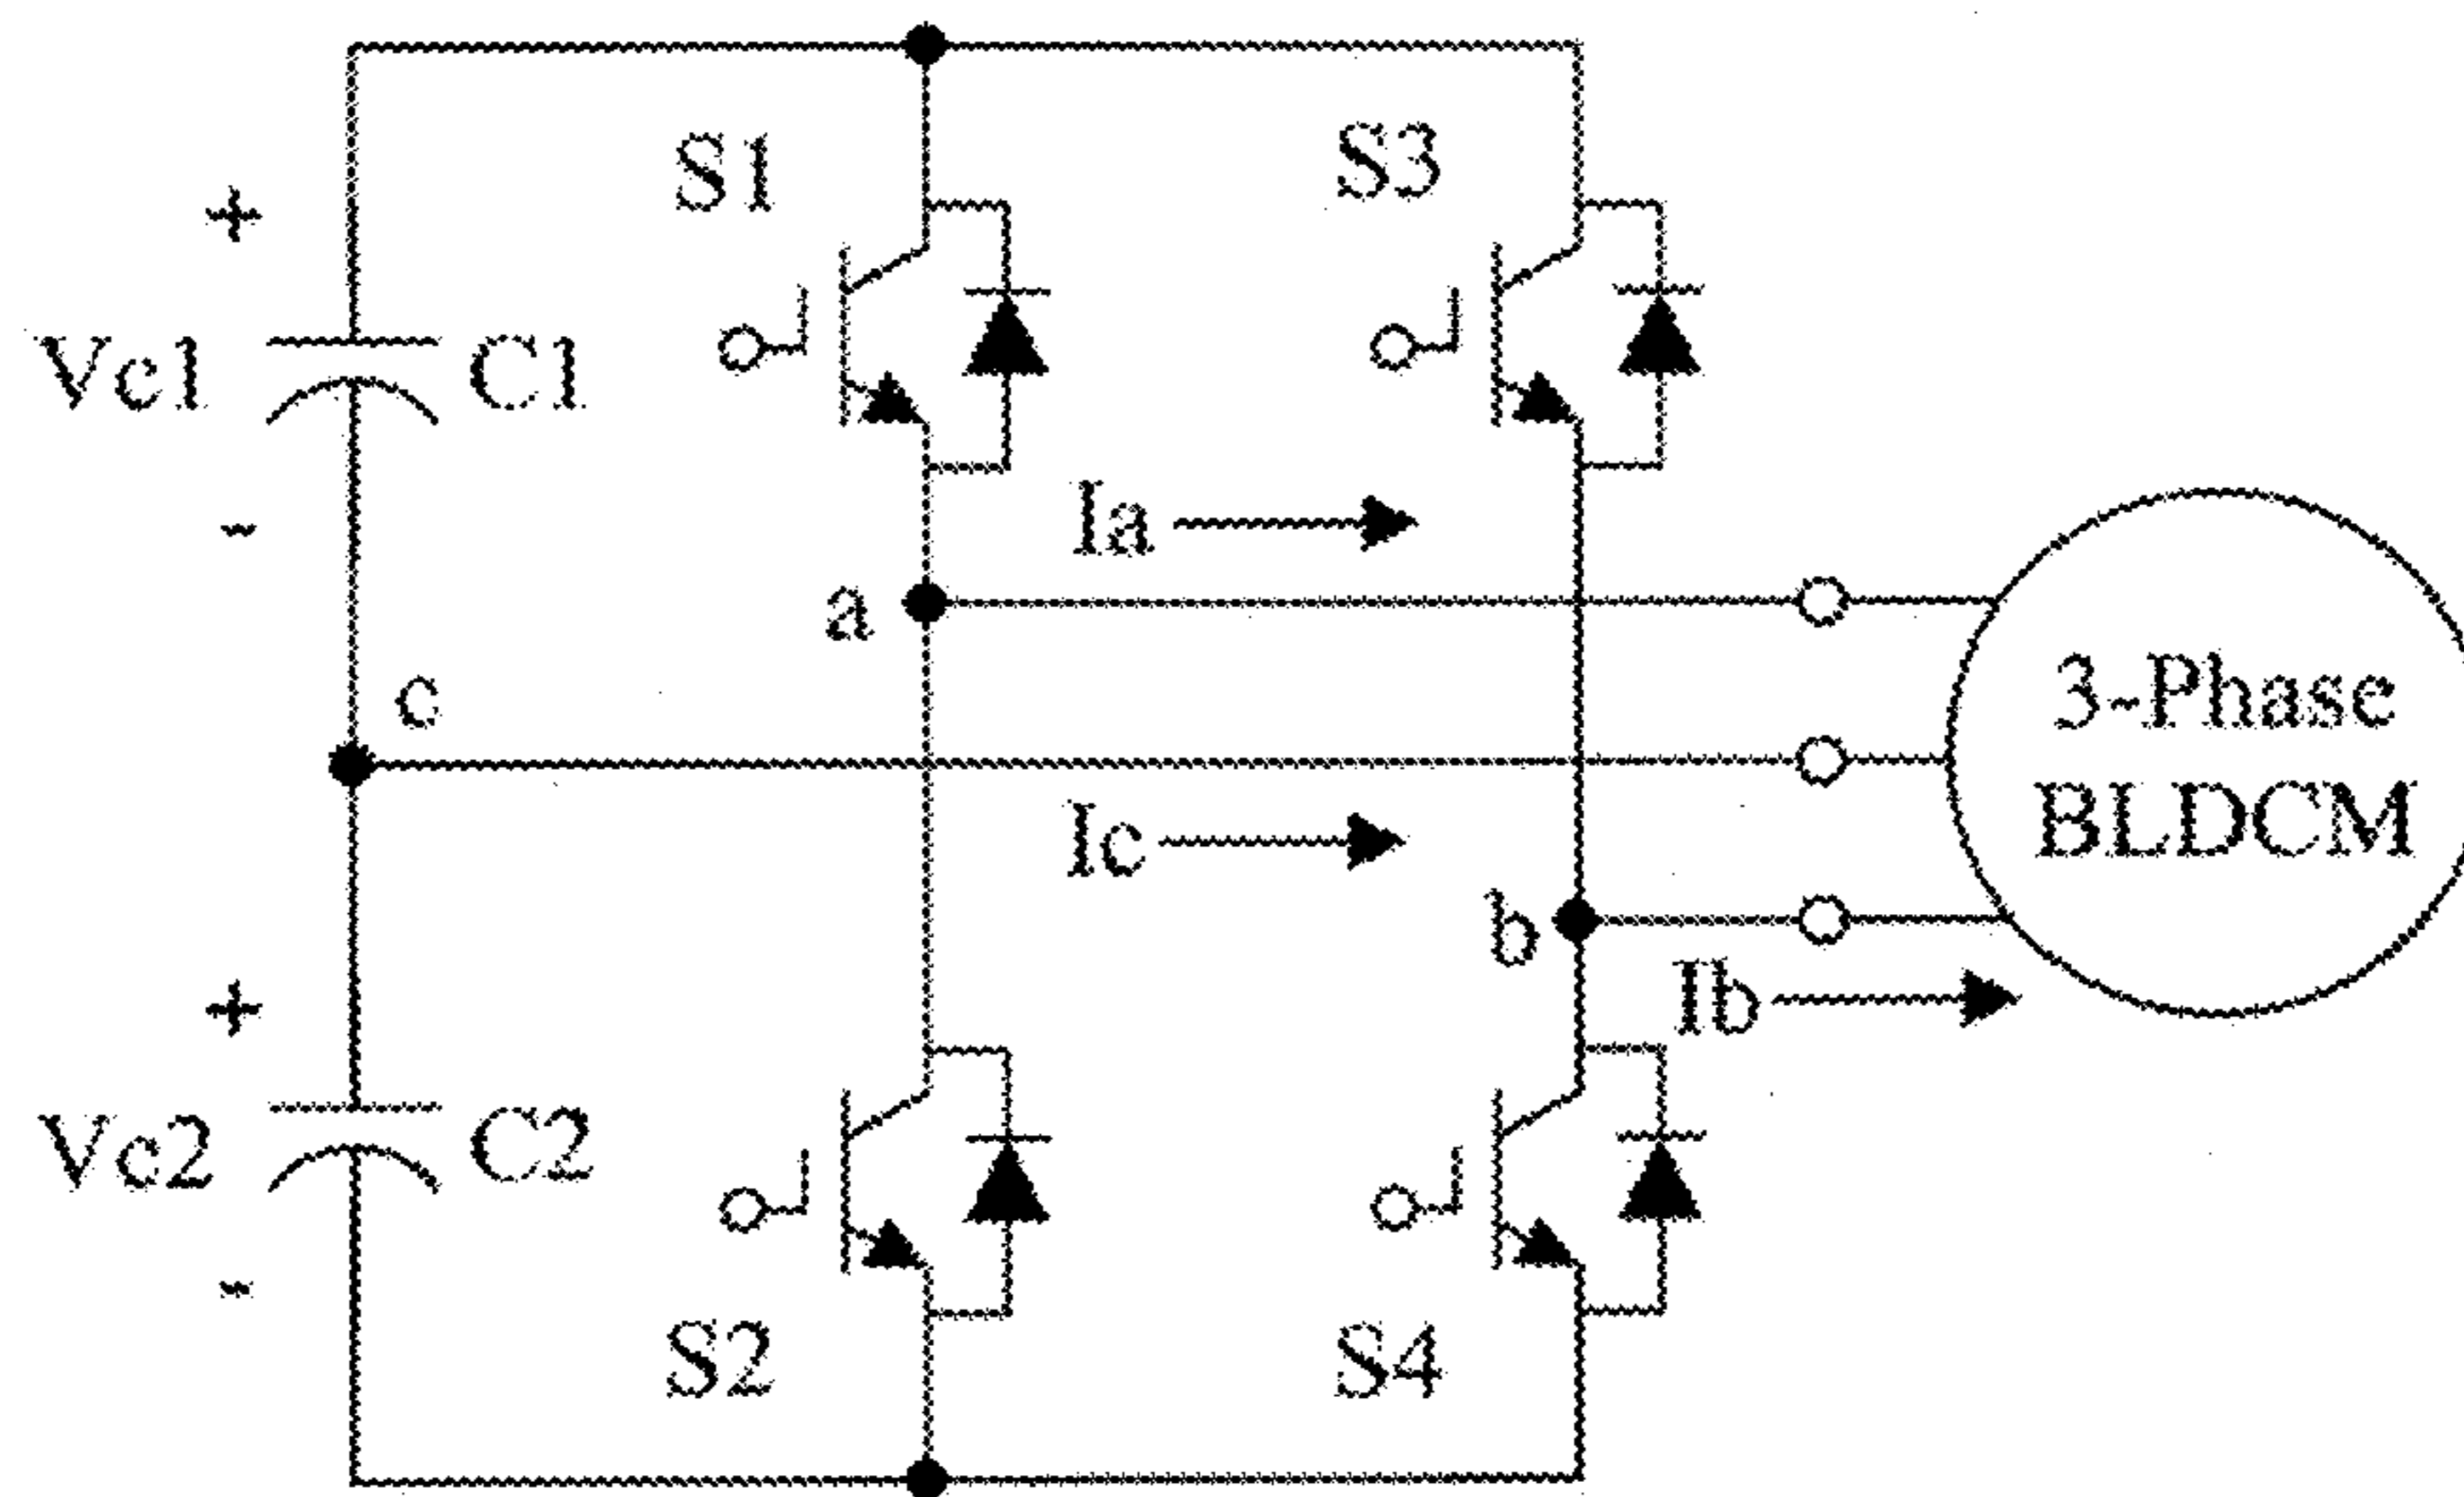 S1
S3
+
Vc1
C1
-
Ia
a
c
3-Phase
BLDCM
Ic
b
Ib
+
Vc2
C2
-
S2
S4